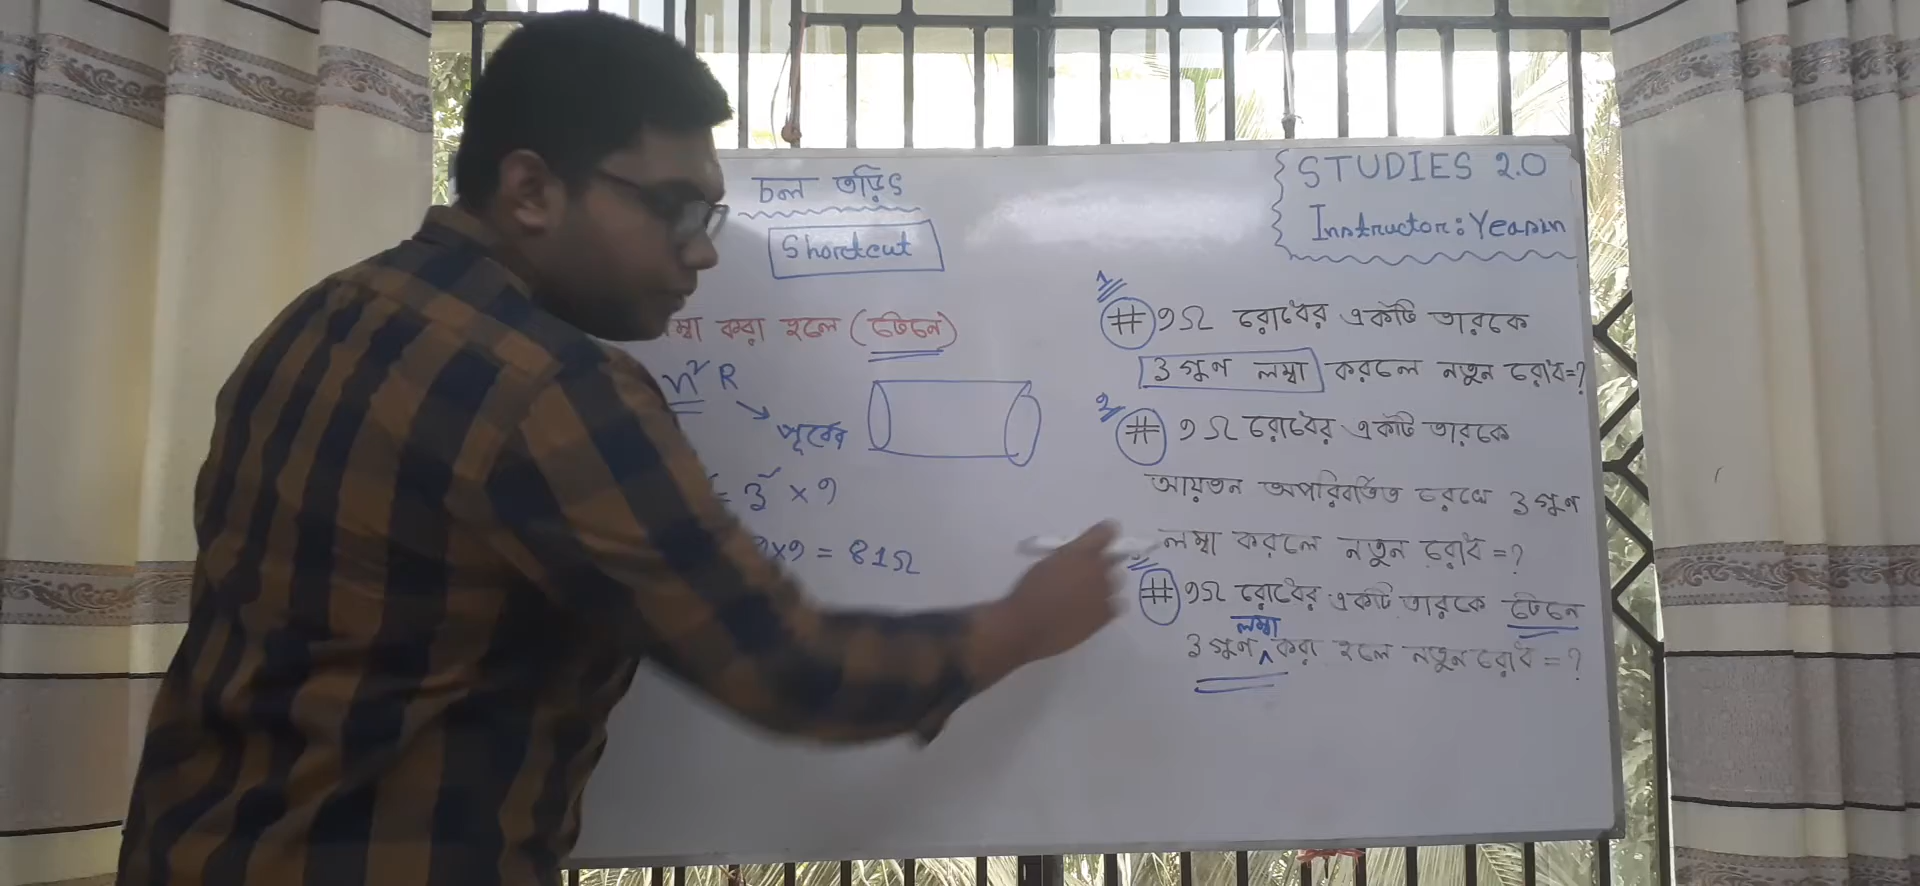 চল তড়িৎ
Shortcut
ম্বা করা হলে (টেনে)
n² R
পূর্বের
= 3² × 9
9×9 = 81Ω
STUDIES 2.0
Instructor: Yeasin
1
# 9Ω রোধের একটি তারকে
3 গুণ লম্বা করলে নতুন রোধ=?
2
# 9Ω রোধের একটি তারকে
আয়তন অপরিবর্তিত রেখে 3 গুণ
লম্বা করলে নতুন রোধ =?
# 9Ω রোধের একটি তারকে টেনে
লম্বা
3 গুণ ^ করা হলে নতুন রোধ =?